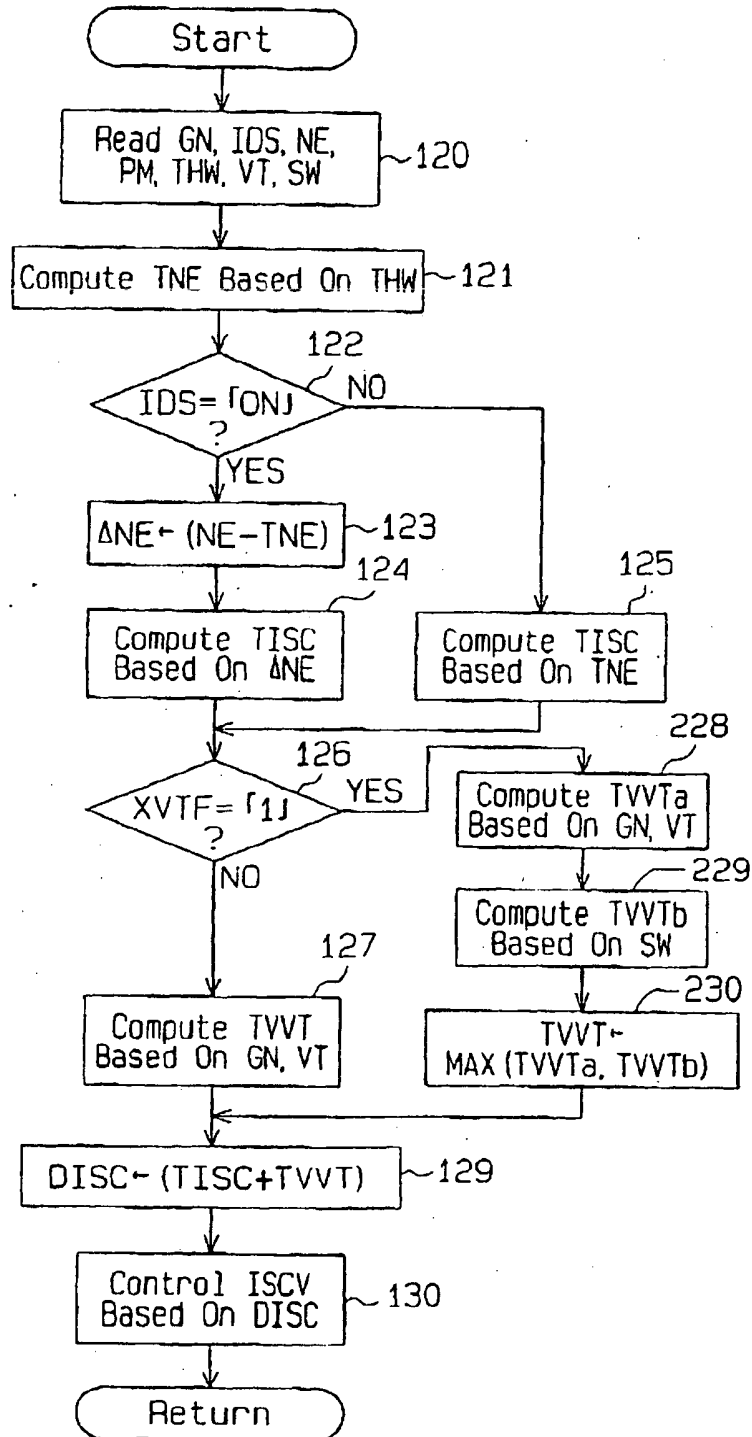 Start
Read GN, IDS, NE,
PM, THW, VT, SW
120
Compute TNE Based On THW
121
122
IDS=「ON」
?
NO
YES
ΔNE← (NE-TNE)
123
124
Compute TISC
Based On ΔNE
125
Compute TISC
Based On TNE
126
XVTF=「1」
?
YES
NO
228
Compute TVVTa
Based On GN, VT
229
Compute TVVTb
Based On SW
127
Compute TVVT
Based On GN, VT
230
TVVT←
MAX (TVVTa, TVVTb)
DISC← (TISC+TVVT)
129
Control ISCV
Based On DISC
130
Return